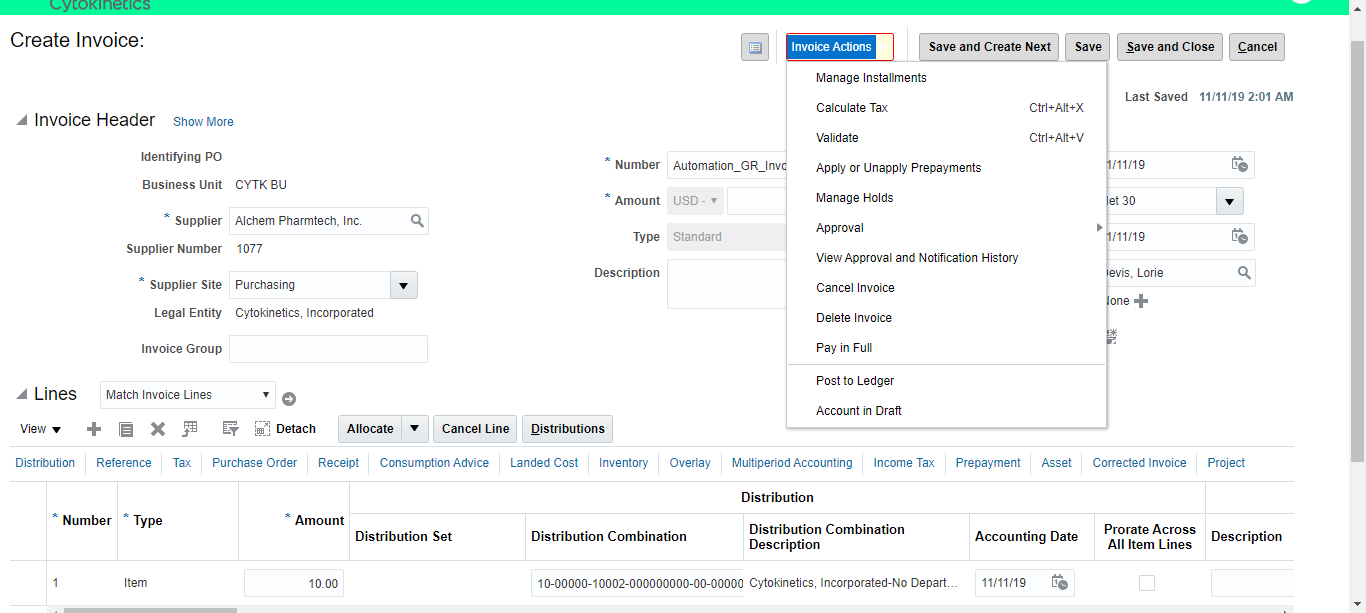 Cytokinetics
Create Invoice:
Invoice Actions
Save and Create Next
Save
Save and Close
Cancel
Last Saved 11/11/19 2:01 AM
Manage Installments
Calculate Tax Ctrl+Alt+X
Validate Ctrl+Alt+V
Apply or Unapply Prepayments
Manage Holds
Approval
View Approval and Notification History
Cancel Invoice
Delete Invoice
Pay in Full
Post to Ledger
Account in Draft
Invoice Header Show More
Identifying PO
Business Unit CYTK BU
* Supplier Alchem Pharmtech, Inc.
Supplier Number 1077
* Supplier Site Purchasing
Legal Entity Cytokinetics, Incorporated
Invoice Group
* Number Automation_GR_Invo
* Amount USD -
Type Standard
Description
1/11/19
et 30
1/11/19
evis, Lorie
one
Lines Match Invoice Lines
View Detach Allocate Cancel Line Distributions
Distribution Reference Tax Purchase Order Receipt Consumption Advice Landed Cost Inventory Overlay Multiperiod Accounting Income Tax Prepayment Asset Corrected Invoice Project
Distribution
* Number * Type * Amount
Distribution Set
Distribution Combination
Distribution Combination
Description
Accounting Date
Prorate Across
All Item Lines
Description
1 Item 10.00 10-00000-10002-000000000-00-00000 Cytokinetics, Incorporated-No Depart... 11/11/19